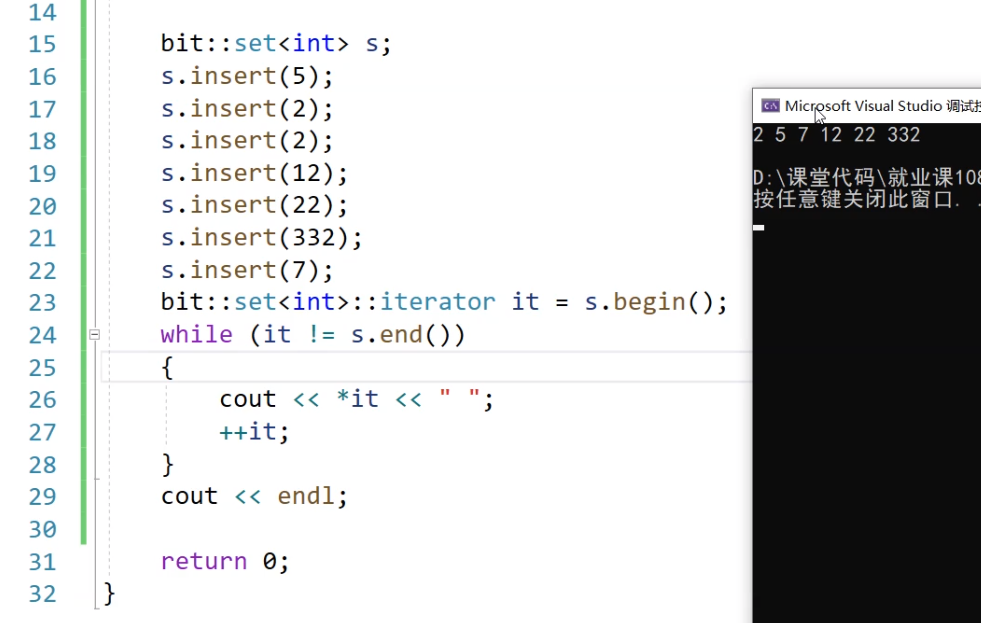 14
15 bit::set<int> s;
16 s.insert(5);
17 s.insert(2);
18 s.insert(2);
19 s.insert(12);
20 s.insert(22);
21 s.insert(332);
22 s.insert(7);
23 bit::set<int>::iterator it = s.begin();
24 while (it != s.end())
25 {
26 cout << *it << " ";
27 ++it;
28 }
29 cout << endl;
30
31 return 0;
32 }
Microsoft Visual Studio 调试控
2 5 7 12 22 332
D:\课堂代码\就业课108
按任意键关闭此窗口. .